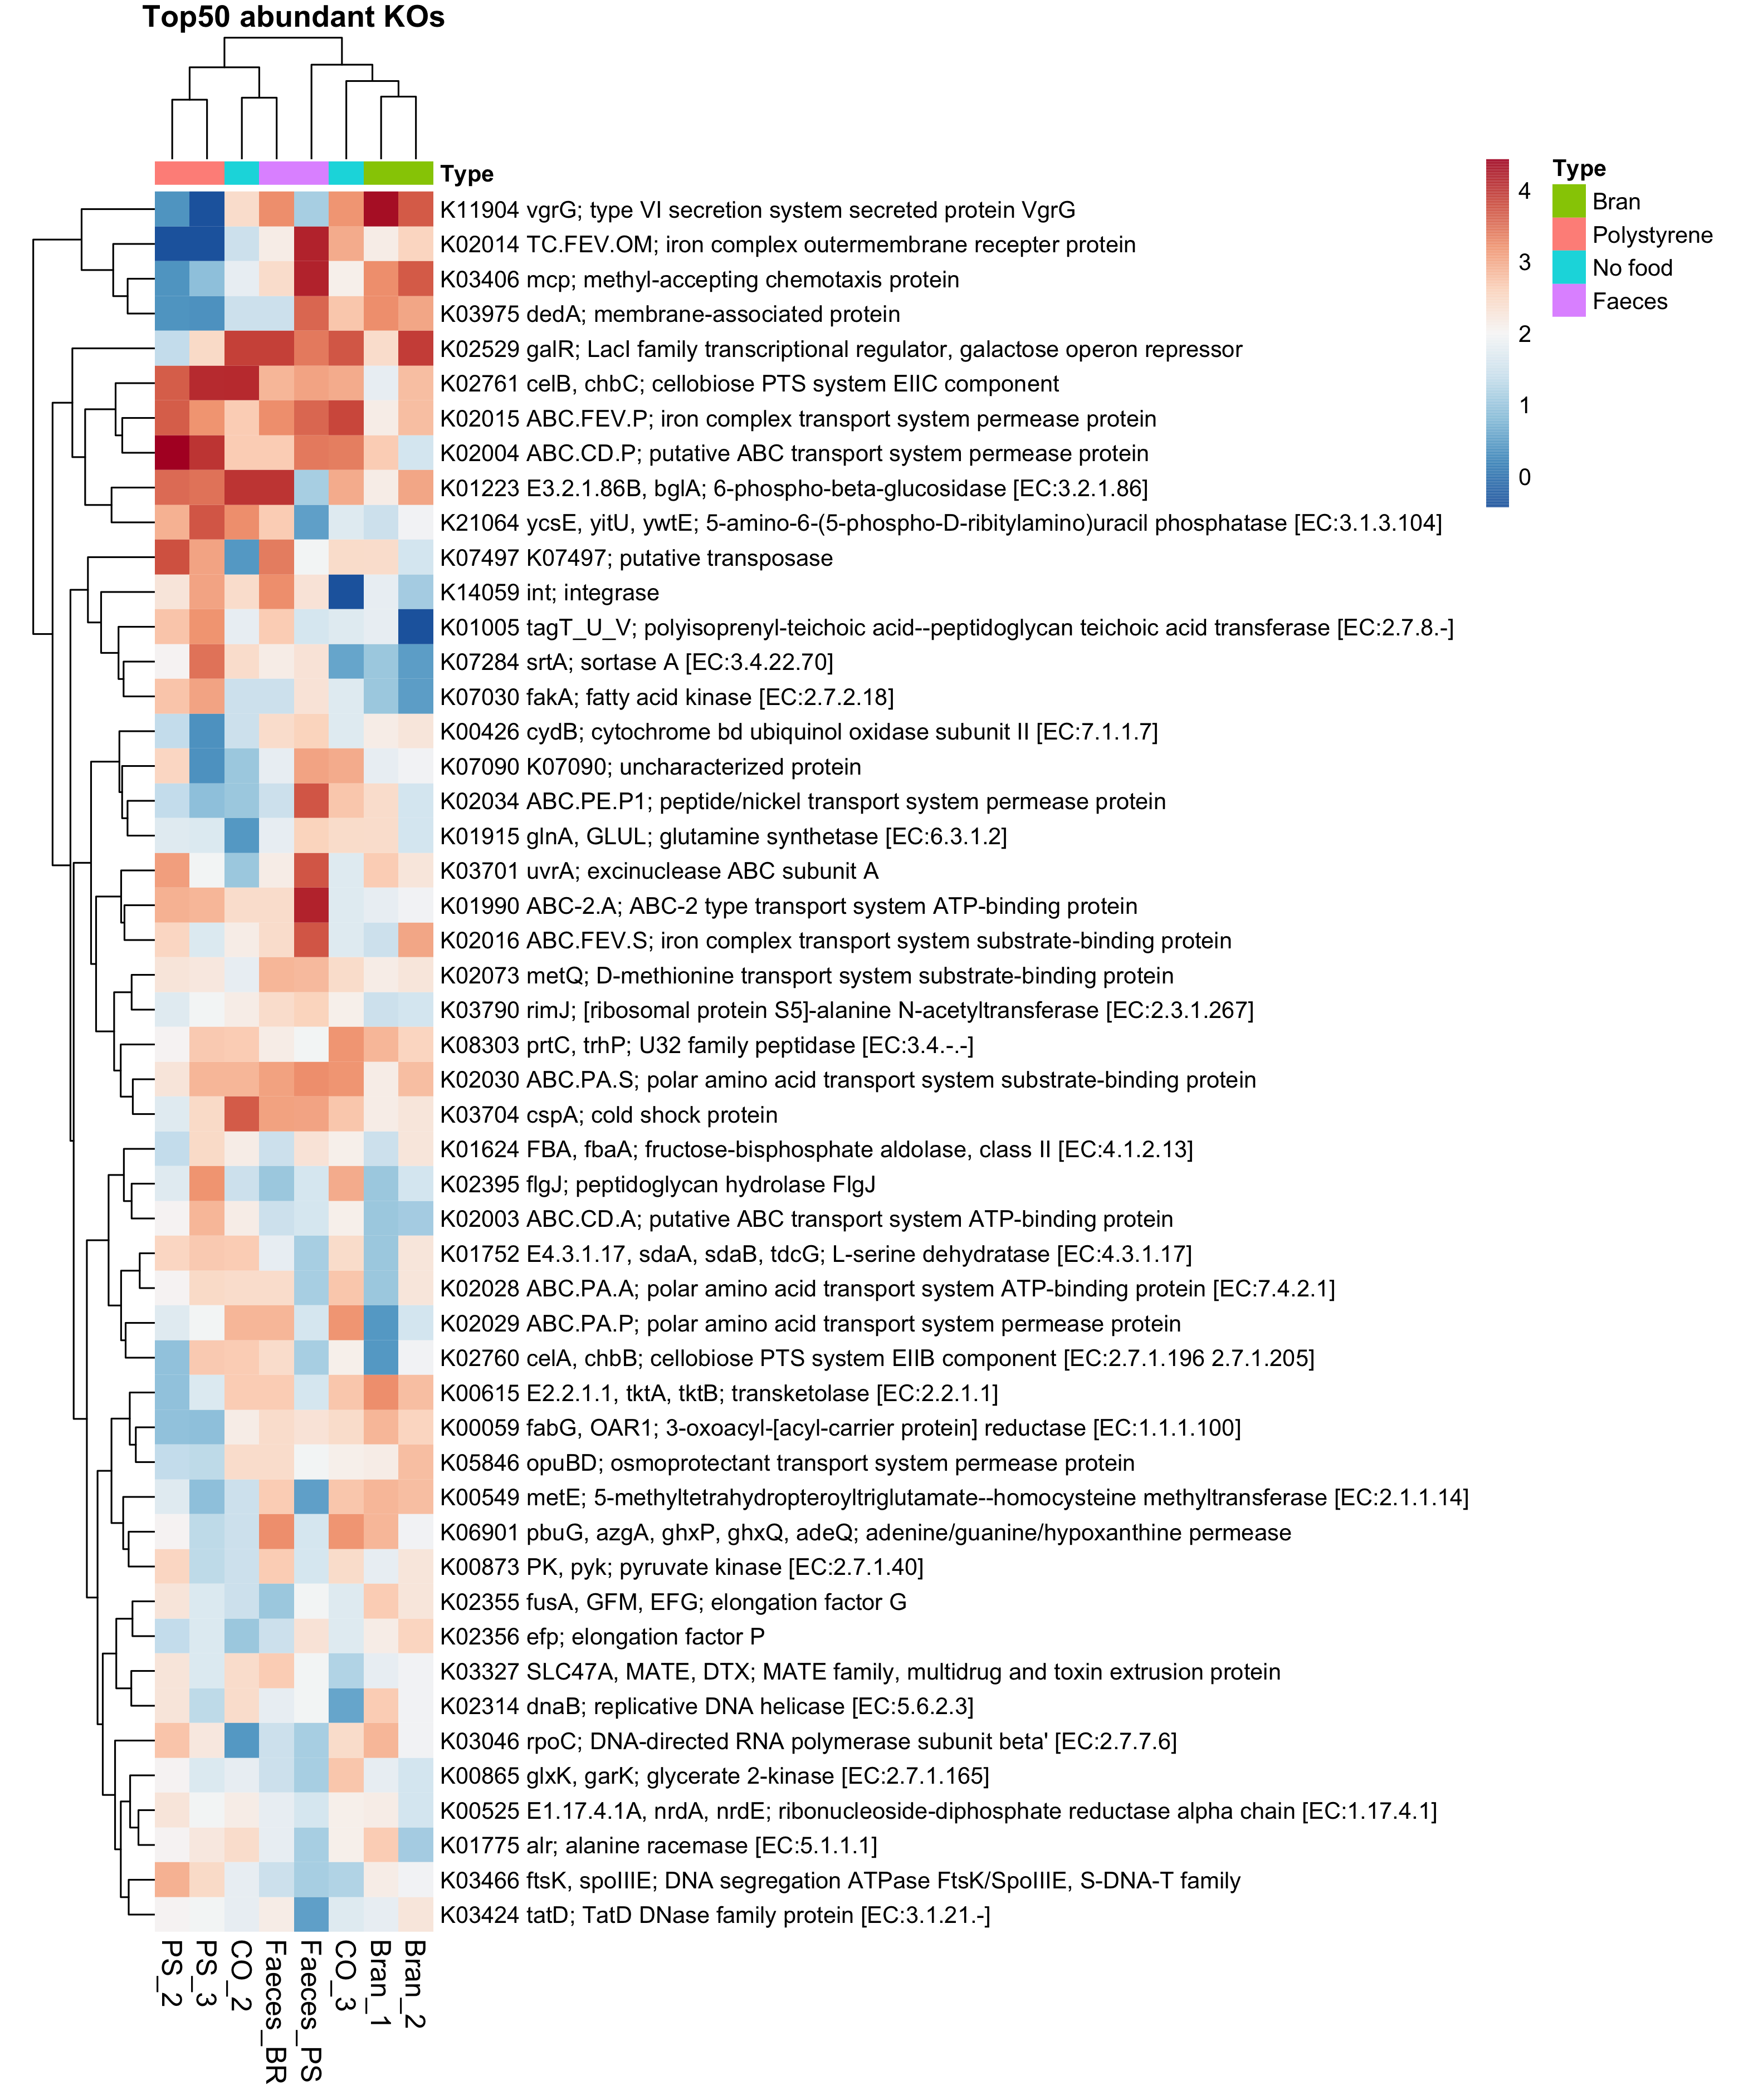 Top50 abundant KOs
Type
K11904 vgrG; type VI secretion system secreted protein VgrG
K02014 TC.FEV.OM; iron complex outermembrane recepter protein
K03406 mcp; methyl-accepting chemotaxis protein
K03975 dedA; membrane-associated protein
K02529 galR; LacI family transcriptional regulator, galactose operon repressor
K02761 celB, chbC; cellobiose PTS system EIIC component
K02015 ABC.FEV.P; iron complex transport system permease protein
K02004 ABC.CD.P; putative ABC transport system permease protein
K01223 E3.2.1.86B, bglA; 6-phospho-beta-glucosidase [EC:3.2.1.86]
K21064 ycsE, yitU, ywtE; 5-amino-6-(5-phospho-D-ribitylamino)uracil phosphatase [EC:3.1.3.104]
K07497 K07497; putative transposase
K14059 int; integrase
K01005 tagT_U_V; polyisoprenyl-teichoic acid--peptidoglycan teichoic acid transferase [EC:2.7.8.-]
K07284 srtA; sortase A [EC:3.4.22.70]
K07030 fakA; fatty acid kinase [EC:2.7.2.18]
K00426 cydB; cytochrome bd ubiquinol oxidase subunit II [EC:7.1.1.7]
K07090 K07090; uncharacterized protein
K02034 ABC.PE.P1; peptide/nickel transport system permease protein
K01915 glnA, GLUL; glutamine synthetase [EC:6.3.1.2]
K03701 uvrA; excinuclease ABC subunit A
K01990 ABC-2.A; ABC-2 type transport system ATP-binding protein
K02016 ABC.FEV.S; iron complex transport system substrate-binding protein
K02073 metQ; D-methionine transport system substrate-binding protein
K03790 rimJ; [ribosomal protein S5]-alanine N-acetyltransferase [EC:2.3.1.267]
K08303 prtC, trhP; U32 family peptidase [EC:3.4.-.-]
K02030 ABC.PA.S; polar amino acid transport system substrate-binding protein
K03704 cspA; cold shock protein
K01624 FBA, fbaA; fructose-bisphosphate aldolase, class II [EC:4.1.2.13]
K02395 flgJ; peptidoglycan hydrolase FlgJ
K02003 ABC.CD.A; putative ABC transport system ATP-binding protein
K01752 E4.3.1.17, sdaA, sdaB, tdcG; L-serine dehydratase [EC:4.3.1.17]
K02028 ABC.PA.A; polar amino acid transport system ATP-binding protein [EC:7.4.2.1]
K02029 ABC.PA.P; polar amino acid transport system permease protein
K02760 celA, chbB; cellobiose PTS system EIIB component [EC:2.7.1.196 2.7.1.205]
K00615 E2.2.1.1, tktA, tktB; transketolase [EC:2.2.1.1]
K00059 fabG, OAR1; 3-oxoacyl-[acyl-carrier protein] reductase [EC:1.1.1.100]
K05846 opuBD; osmoprotectant transport system permease protein
K00549 metE; 5-methyltetrahydropteroyltriglutamate--homocysteine methyltransferase [EC:2.1.1.14]
K06901 pbuG, azgA, ghxP, ghxQ, adeQ; adenine/guanine/hypoxanthine permease
K00873 PK, pyk; pyruvate kinase [EC:2.7.1.40]
K02355 fusA, GFM, EFG; elongation factor G
K02356 efp; elongation factor P
K03327 SLC47A, MATE, DTX; MATE family, multidrug and toxin extrusion protein
K02314 dnaB; replicative DNA helicase [EC:5.6.2.3]
K03046 rpoC; DNA-directed RNA polymerase subunit beta' [EC:2.7.7.6]
K00865 glxK, garK; glycerate 2-kinase [EC:2.7.1.165]
K00525 E1.17.4.1A, nrdA, nrdE; ribonucleoside-diphosphate reductase alpha chain [EC:1.17.4.1]
K01775 alr; alanine racemase [EC:5.1.1.1]
K03466 ftsK, spoIIIE; DNA segregation ATPase FtsK/SpoIIIE, S-DNA-T family
K03424 tatD; TatD DNase family protein [EC:3.1.21.-]
PS_2
PS_3
CO_2
Faeces_BR
Faeces_PS
CO_3
Bran_1
Bran_2
4
3
2
1
0
Type
Bran
Polystyrene
No food
Faeces